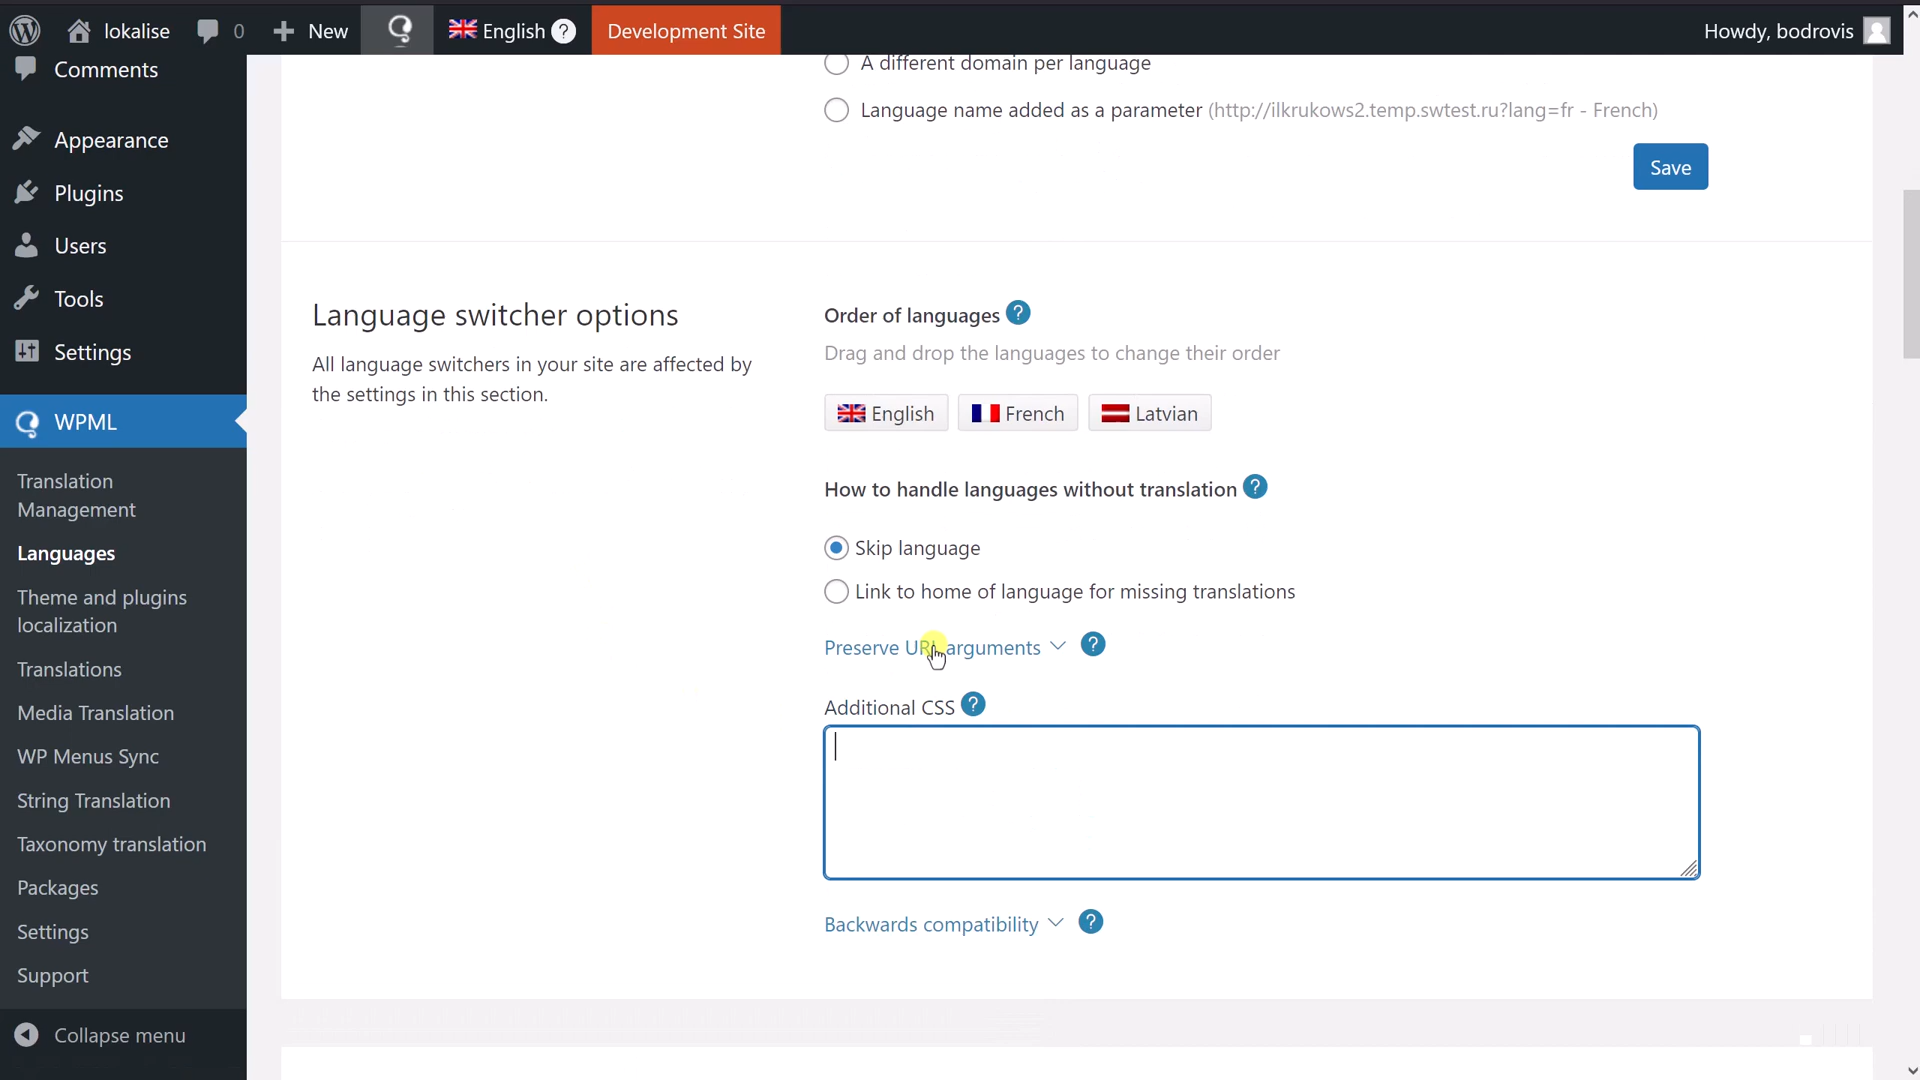 lokalise 0 New English ? Development Site Howdy, bodrovis
Comments
Appearance
Plugins
Users
Tools
Settings
WPML
Translation
Management
Languages
Theme and plugins
localization
Translations
Media Translation
WP Menus Sync
String Translation
Taxonomy translation
Packages
Settings
Support
Collapse menu
A different domain per language
Language name added as a parameter (http://ilkrukows2.temp.swtest.ru?lang=fr - French)
Save
Language switcher options
All language switchers in your site are affected by
the settings in this section.
Order of languages ?
Drag and drop the languages to change their order
English French Latvian
How to handle languages without translation ?
Skip language
Link to home of language for missing translations
Preserve URL arguments ?
Additional CSS ?
Backwards compatibility ?